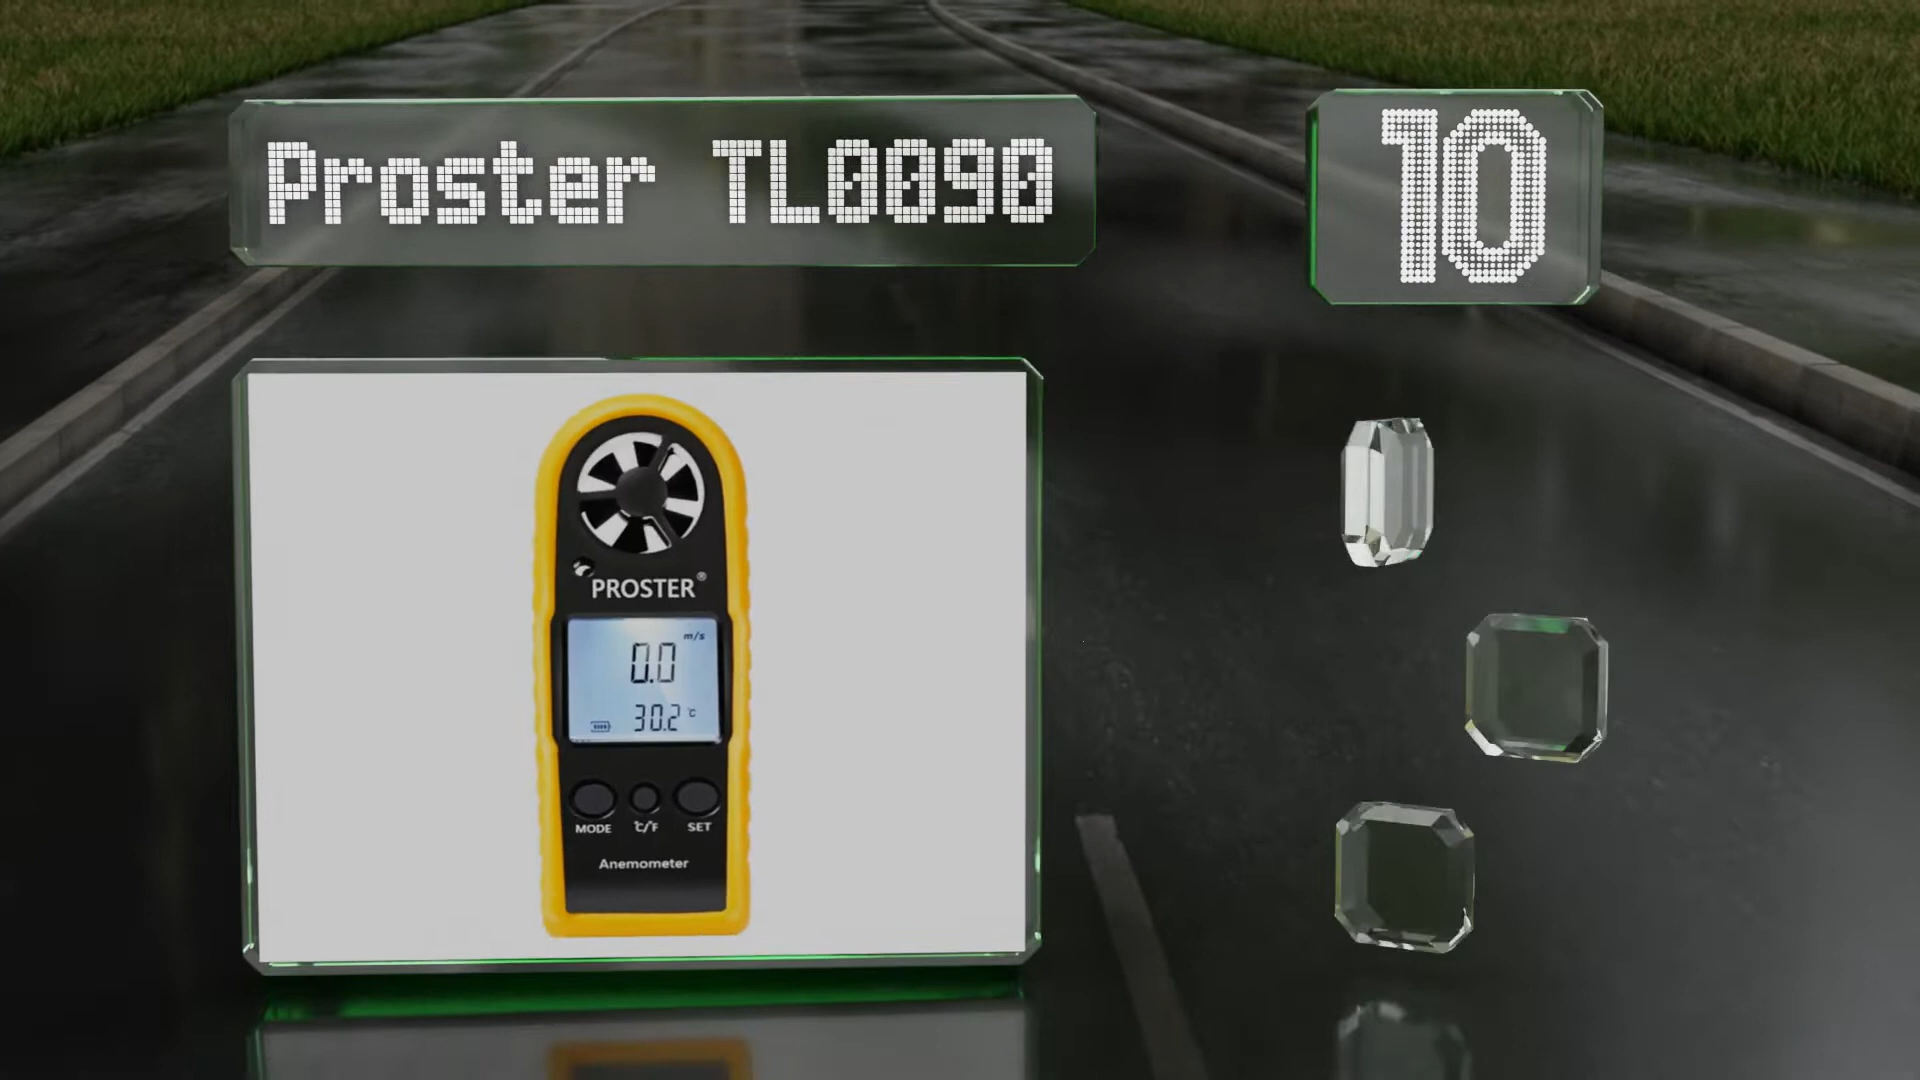 Proster TL0090
10
PROSTER®
m/s
0.0
30.2 °C
MODE °C/°F SET
Anemometer